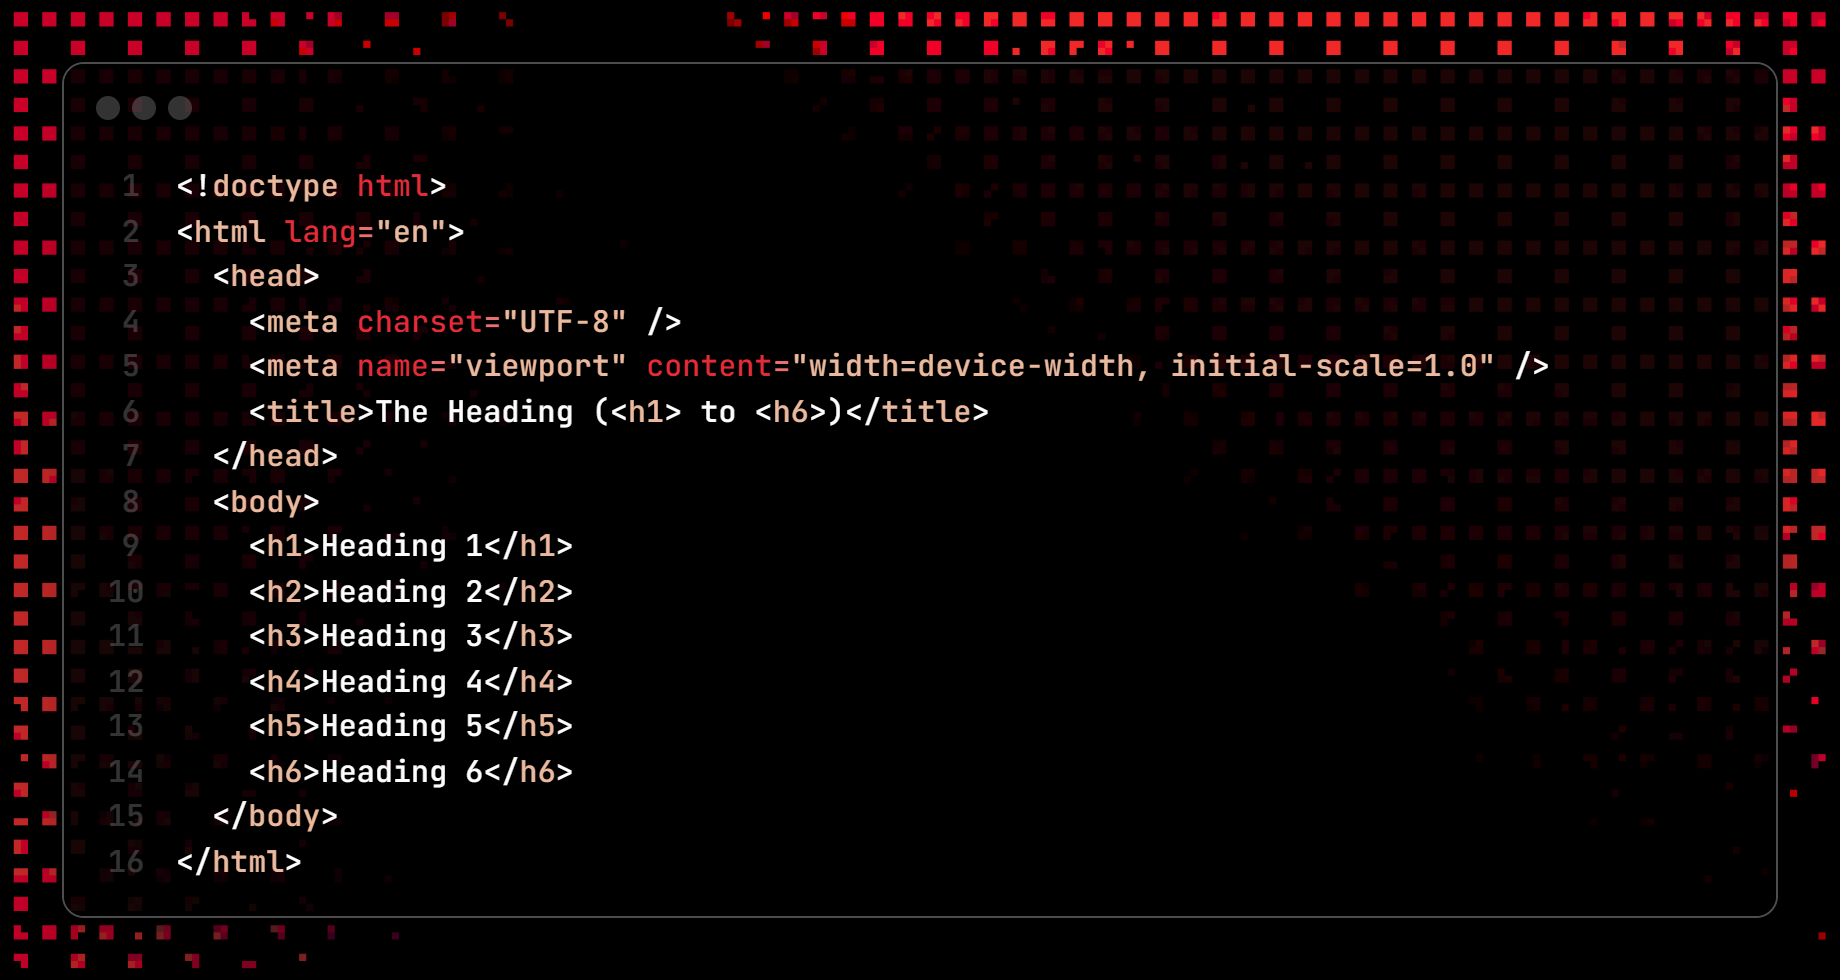 1 <!doctype html>
2 <html lang="en">
3   <head>
4     <meta charset="UTF-8" />
5     <meta name="viewport" content="width=device-width, initial-scale=1.0" />
6     <title>The Heading (<h1> to <h6>)</title>
7   </head>
8   <body>
9     <h1>Heading 1</h1>
10     <h2>Heading 2</h2>
11     <h3>Heading 3</h3>
12     <h4>Heading 4</h4>
13     <h5>Heading 5</h5>
14     <h6>Heading 6</h6>
15   </body>
16 </html>